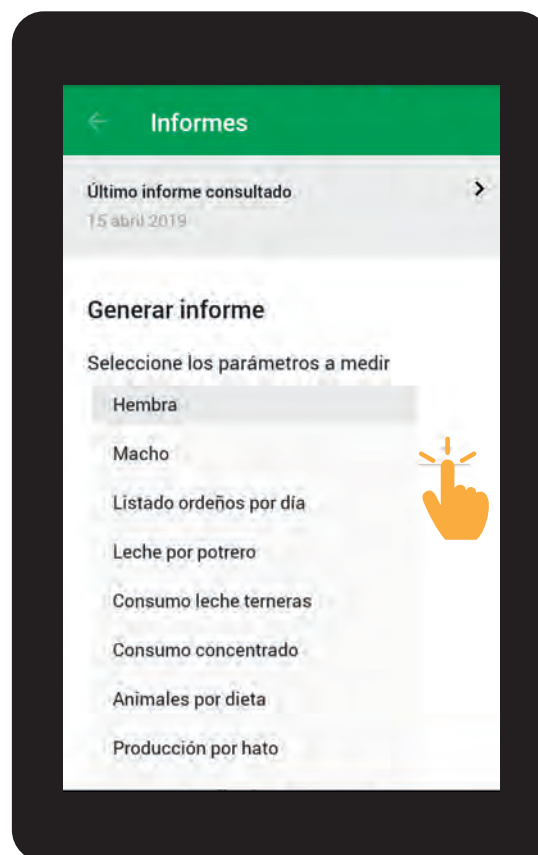 Informes
Último informe consultado
15 abril 2019
Generar informe
Seleccione los parámetros a medir
Hembra
Macho
Listado ordeños por día
Leche por potrero
Consumo leche terneras
Consumo concentrado
Animales por dieta
Producción por hato